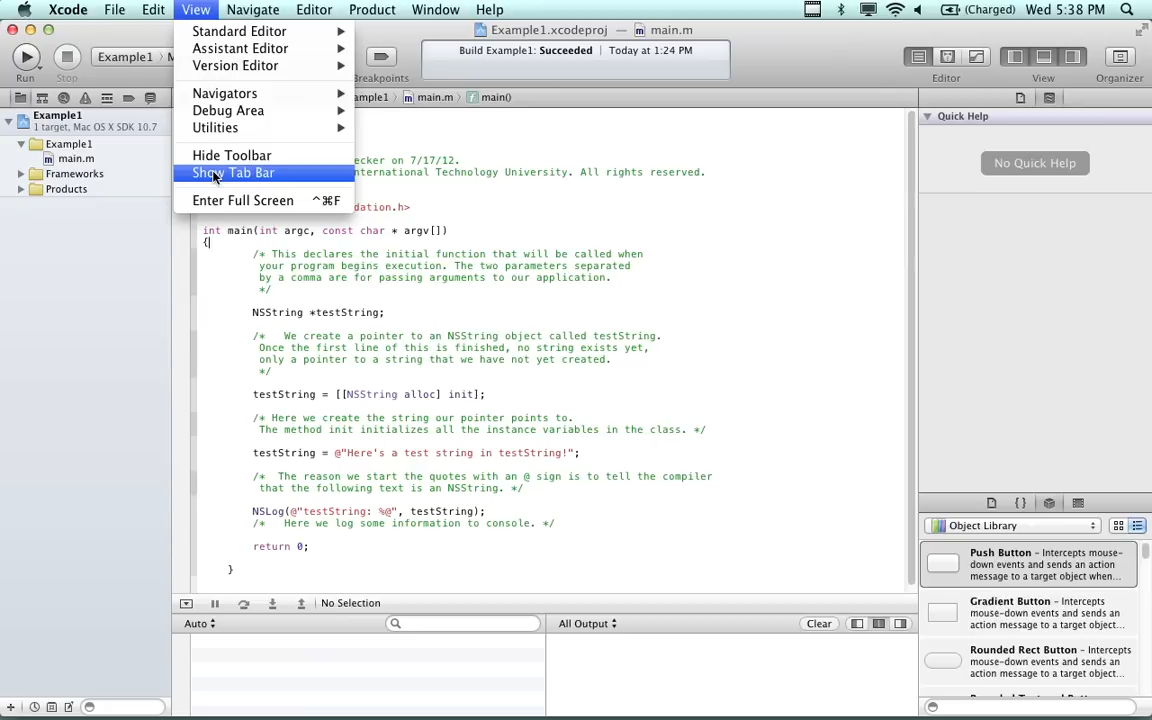 Xcode File Edit View Navigate Editor Product Window Help (Charged) Wed 5:38 PM
Example1.xcodeproj — main.m
Run Stop Example1 M Breakpoints Editor View Organizer
Build Example1: Succeeded Today at 1:24 PM
Standard Editor
Assistant Editor
Version Editor
Navigators
Debug Area
Utilities
Hide Toolbar
Show Tab Bar
Enter Full Screen ^⌘F
ample1 main.m main()
Example1
1 target, Mac OS X SDK 10.7
Example1
main.m
Frameworks
Products
ecker on 7/17/12.
nternational Technology University. All rights reserved.
dation.h>
int main(int argc, const char * argv[])
{
/* This declares the initial function that will be called when
your program begins execution. The two parameters separated
by a comma are for passing arguments to our application.
*/
NSString *testString;
/* We create a pointer to an NSString object called testString.
Once the first line of this is finished, no string exists yet,
only a pointer to a string that we have not yet created.
*/
testString = [[NSString alloc] init];
/* Here we create the string our pointer points to.
The method init initializes all the instance variables in the class. */
testString = @"Here's a test string in testString!";
/* The reason we start the quotes with an @ sign is to tell the compiler
that the following text is an NSString. */
NSLog(@"testString: %@", testString);
/* Here we log some information to console. */
return 0;
}
No Selection
Auto
All Output Clear
Quick Help
No Quick Help
{ }
Object Library
Push Button – Intercepts mouse-
down events and sends an action
message to a target object when...
Gradient Button – Intercepts
mouse-down events and sends an
action message to a target object...
Rounded Rect Button – Intercepts
mouse-down events and sends an
action message to a target object...